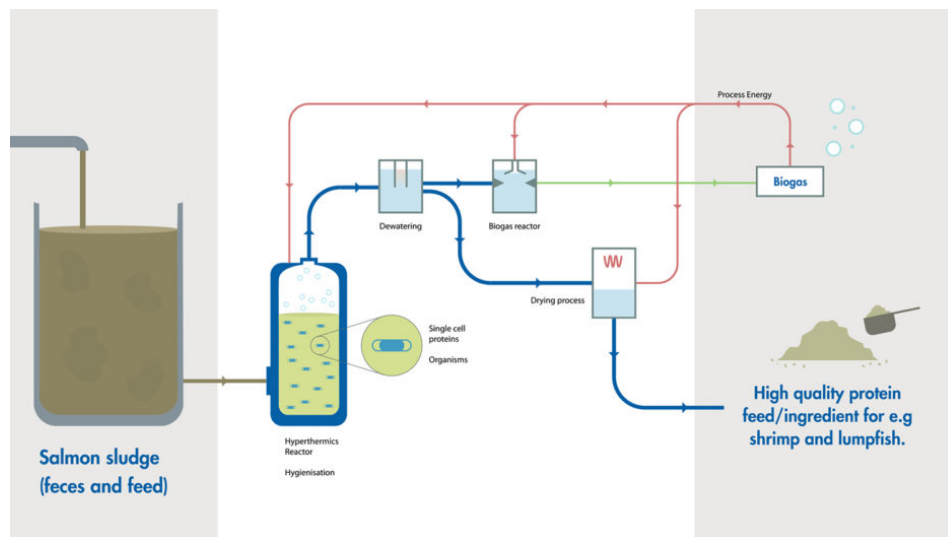 Process Energy
Biogas
Dewatering
Biogas reactor
Drying process
Single cell
proteins
Organisms
High quality protein
feed/ingredient for e.g
shrimp and lumpfish.
Hyperthermics
Reactor
Hygienisation
Salmon sludge
(feces and feed)